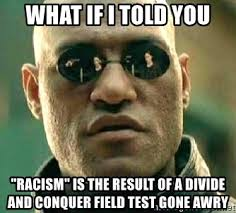 WHAT IF I TOLD YOU
"RACISM" IS THE RESULT OF A DIVIDE
AND CONQUER FIELD TEST GONE AWRY